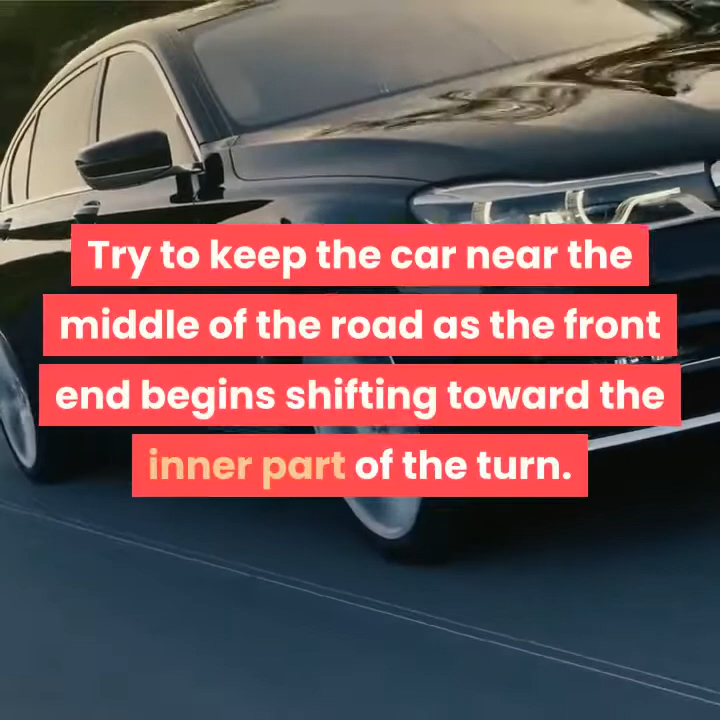 Try to keep the car near the
middle of the road as the front
end begins shifting toward the
inner part of the turn.